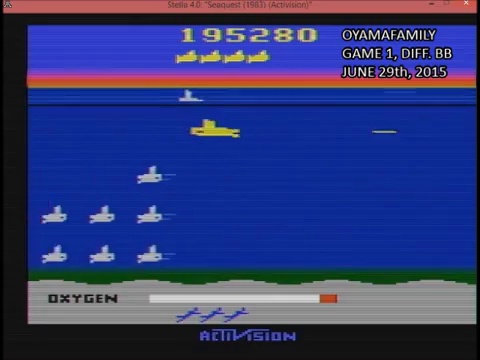 Stella 4.0: "Seaquest (1983) (Activision)"
195280
OYAMAFAMILY
GAME 1, DIFF. BB
JUNE 29th, 2015
OXYGEN
ACTIVISION